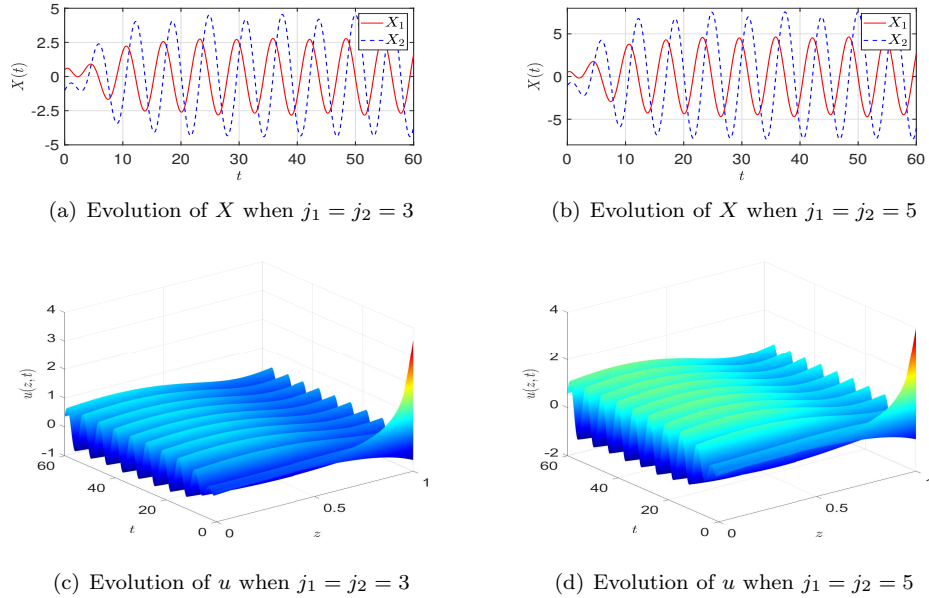 5
2.5
0
-2.5
-5
X(t)
X₁
X₂
0 10 20 30 40 50 60
t
5
0
-5
X(t)
X₁
X₂
0 10 20 30 40 50 60
t
(a) Evolution of X when j₁ = j₂ = 3
(b) Evolution of X when j₁ = j₂ = 5
4
3
2
1
0
-1
u(z,t)
60
40
20
0
t
0
0.5
1
z
4
2
0
-2
u(z,t)
60
40
20
0
t
0
0.5
1
z
(c) Evolution of u when j₁ = j₂ = 3
(d) Evolution of u when j₁ = j₂ = 5